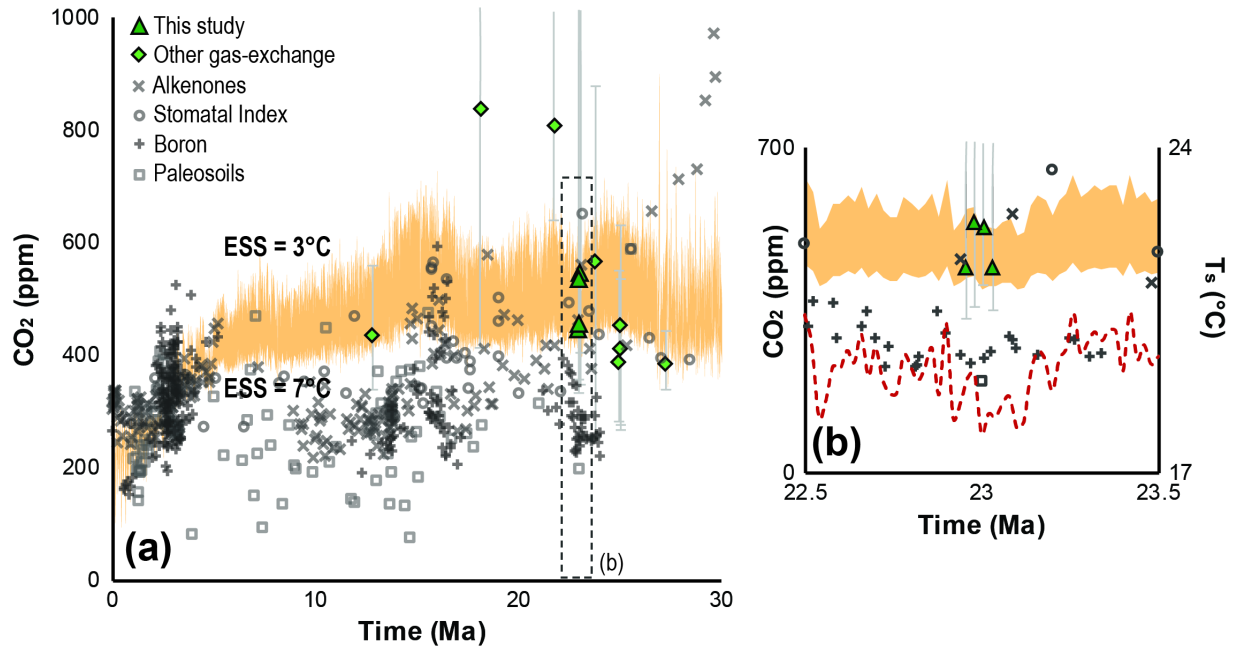 1000
800
600
400
200
0
CO2 (ppm)
This study
Other gas-exchange
Alkenones
Stomatal Index
Boron
Paleosoils
ESS = 3°C
ESS = 7°C
(a)
(b)
0
10
20
30
Time (Ma)
700
0
CO2 (ppm)
24
17
Ts (°C)
(b)
22.5
23
23.5
Time (Ma)